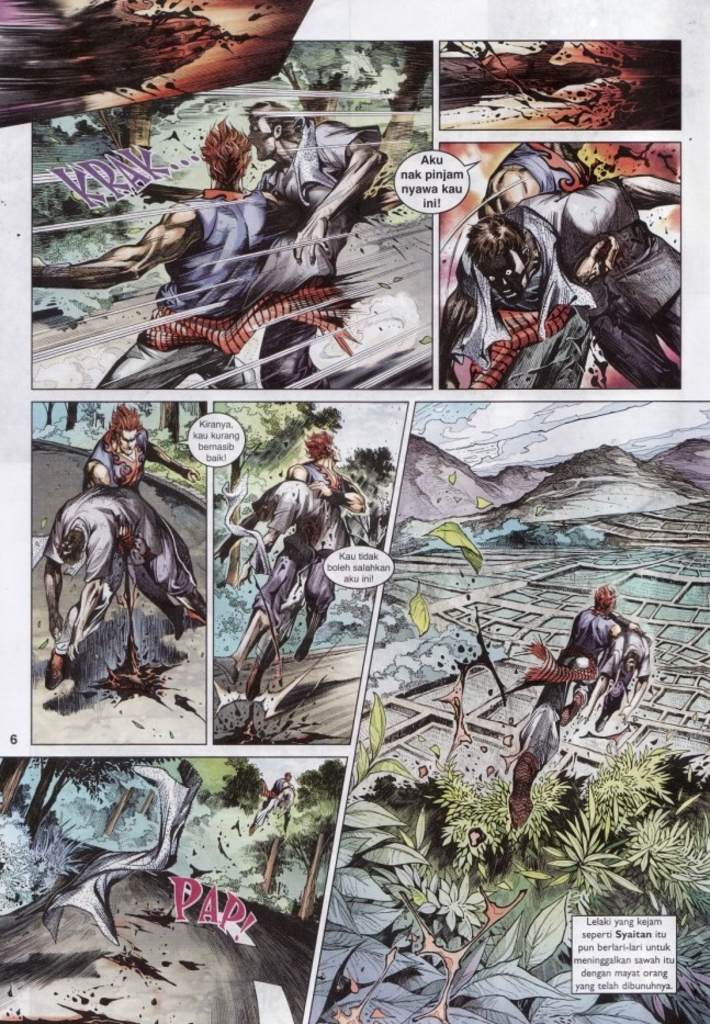 KRAK...
Aku
nak pinjam
nyawa kau
ini!
Kiranya,
kau kurang
bernasib
baik!
Kau tidak
boleh salahkan
aku ini!
6
PAP!
Lelaki yang kejam
seperti Syaitan itu
pun berlari-lari untuk
meninggalkan sawah itu
dengan mayat orang
yang telah dibunuhnya.